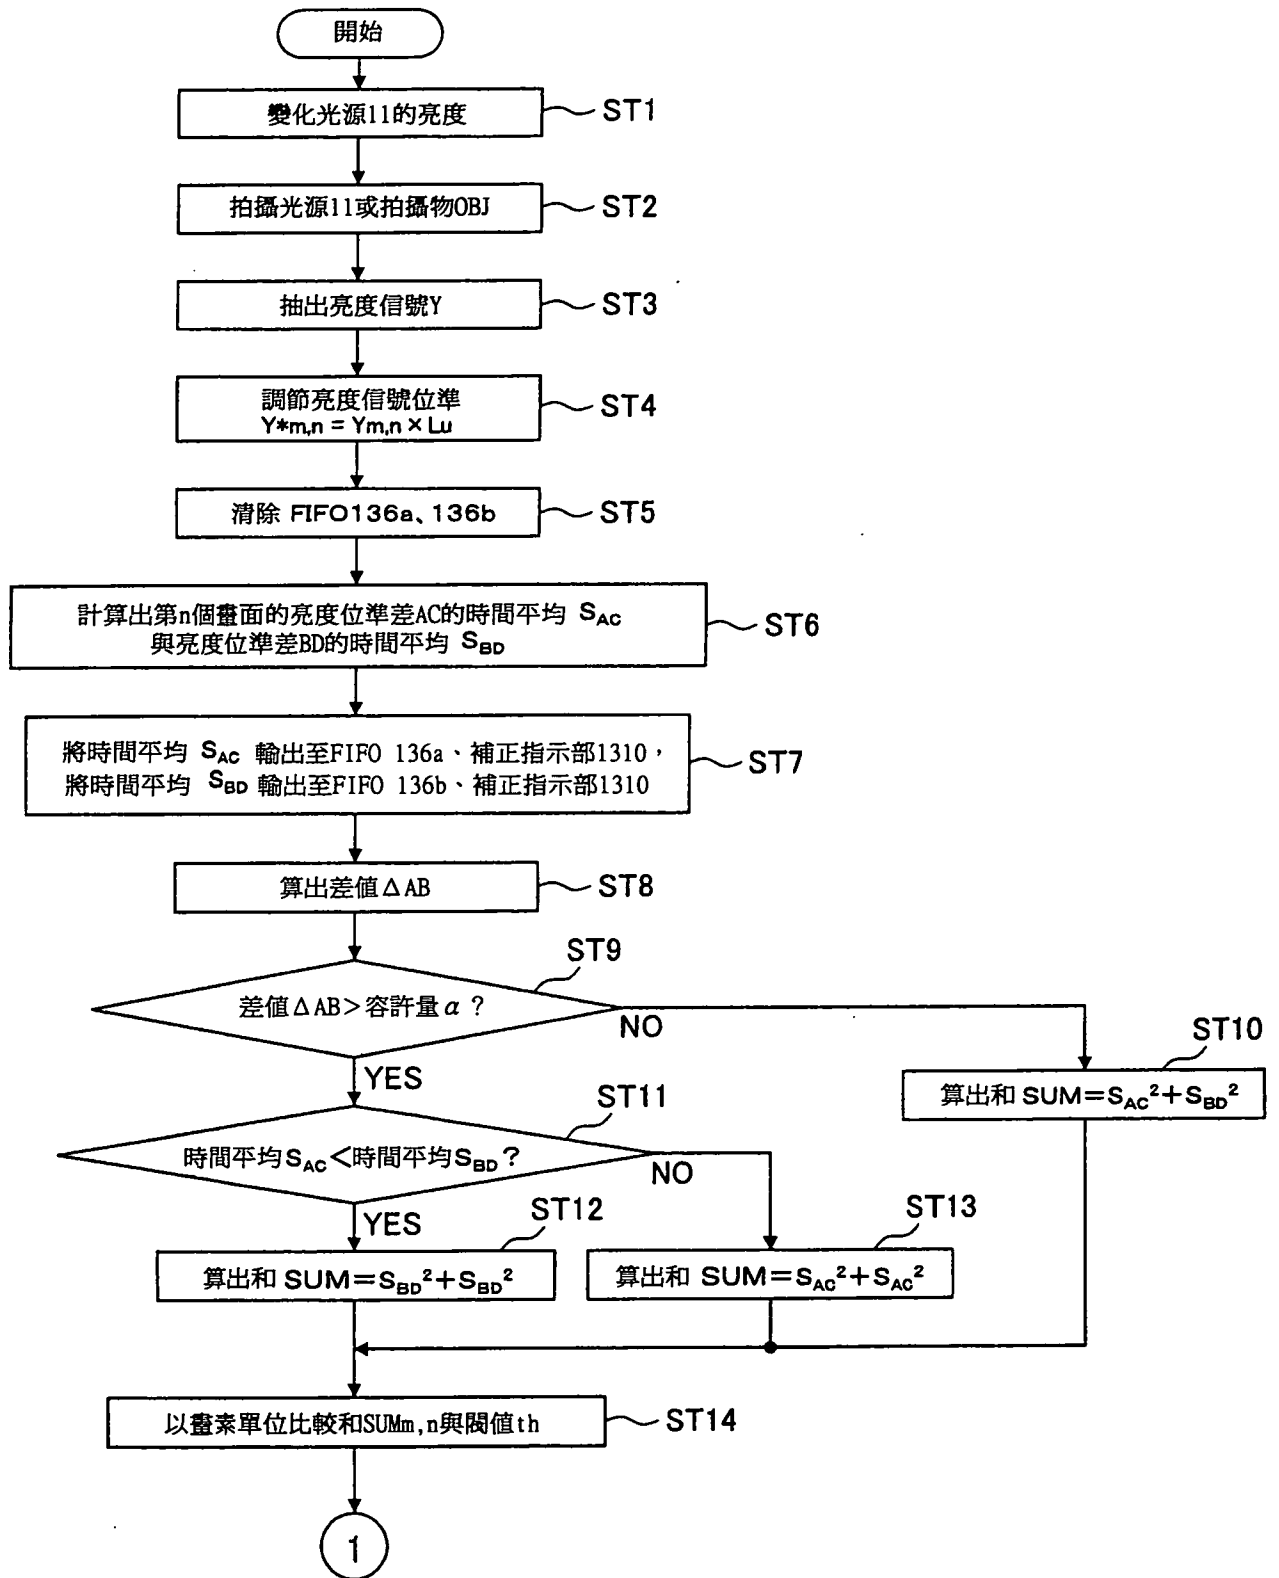 開始
變化光源11的亮度
ST1
拍攝光源11或拍攝物OBJ
ST2
抽出亮度信號Y
ST3
調節亮度信號位準
Y*m,n = Ym,n × Lu
ST4
清除 FIFO136a、136b
ST5
計算出第n個畫面的亮度位準差AC的時間平均 SAC
與亮度位準差BD的時間平均 SBD
ST6
將時間平均 SAC 輸出至FIFO 136a、補正指示部1310，
將時間平均 SBD 輸出至FIFO 136b、補正指示部1310
ST7
算出差值ΔAB
ST8
ST9
差值ΔAB＞容許量α？
NO
YES
ST10
算出和 SUM＝SAC²＋SBD²
ST11
時間平均SAC＜時間平均SBD？
NO
YES
ST12
算出和 SUM＝SBD²＋SBD²
ST13
算出和 SUM＝SAC²＋SAC²
以畫素單位比較和SUMm,n與閥值th
ST14
1